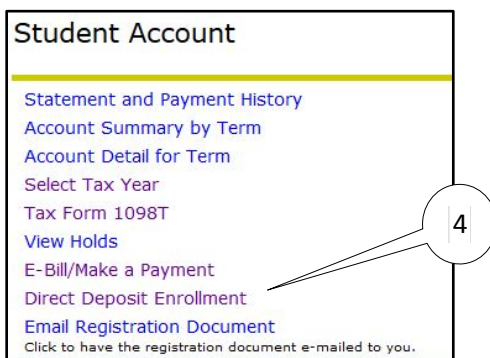 Student Account
Statement and Payment History
Account Summary by Term
Account Detail for Term
Select Tax Year
Tax Form 1098T
View Holds
E-Bill/Make a Payment
Direct Deposit Enrollment
Email Registration Document
Click to have the registration document e-mailed to you.
4